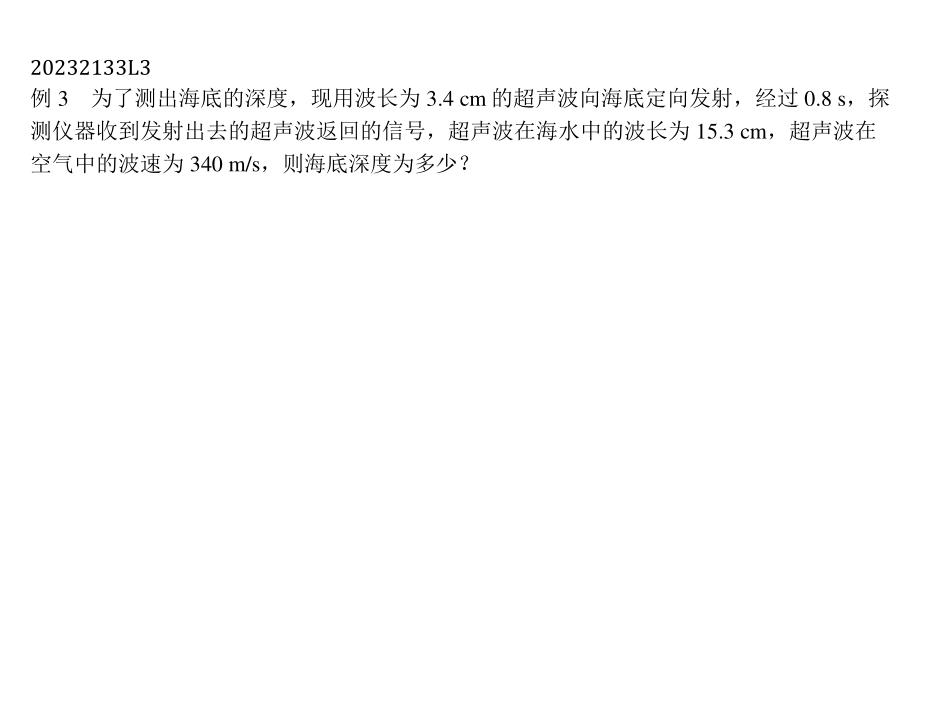 20232133L3
例 3　为了测出海底的深度，现用波长为 3.4 cm 的超声波向海底定向发射，经过 0.8 s，探
测仪器收到发射出去的超声波返回的信号，超声波在海水中的波长为 15.3 cm，超声波在
空气中的波速为 340 m/s，则海底深度为多少？